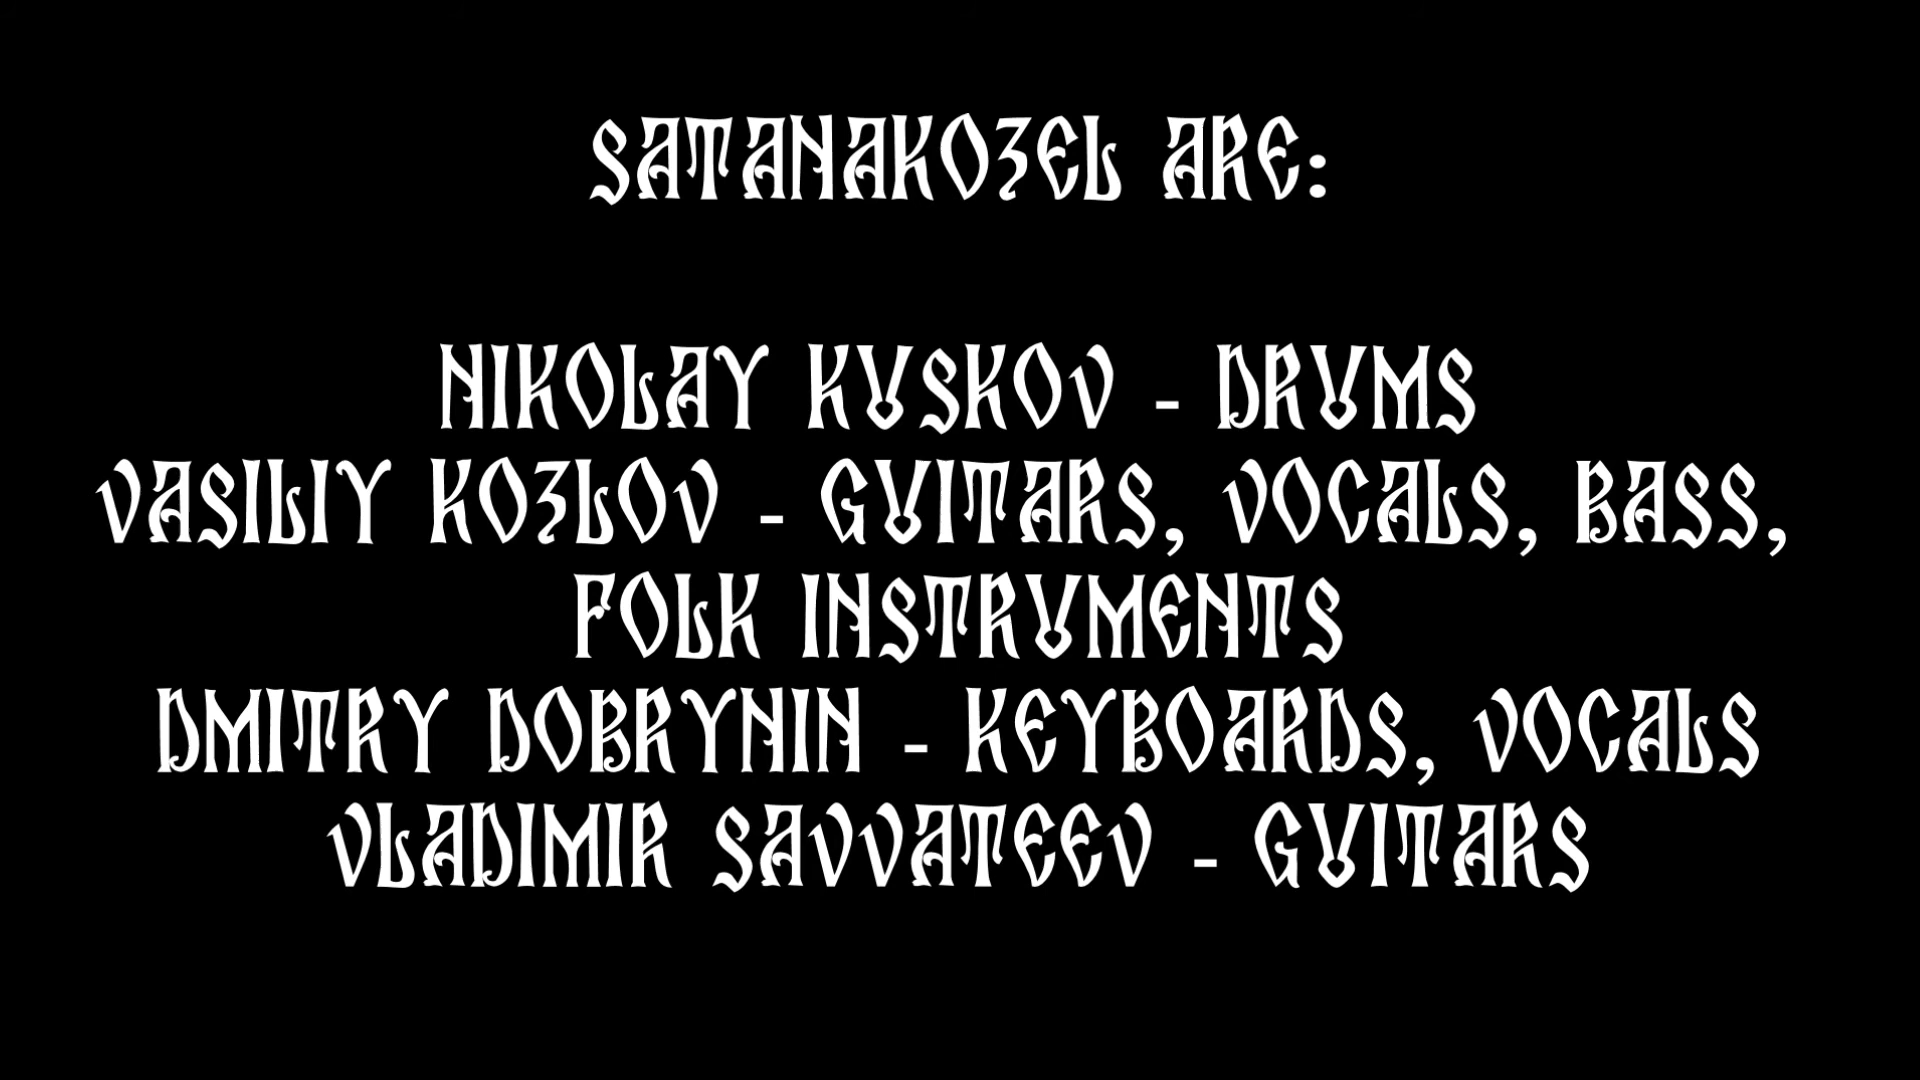 SATANAKOZEL ARE:
NIKOLAY KUSKOV - DRUMS
VASILIY KOZLOV - GUITARS, VOCALS, BASS,
FOLK INSTRUMENTS
DMITRY DOBRYNIN - KEYBOARDS, VOCALS
VLADIMIR SAVVATEEV - GUITARS